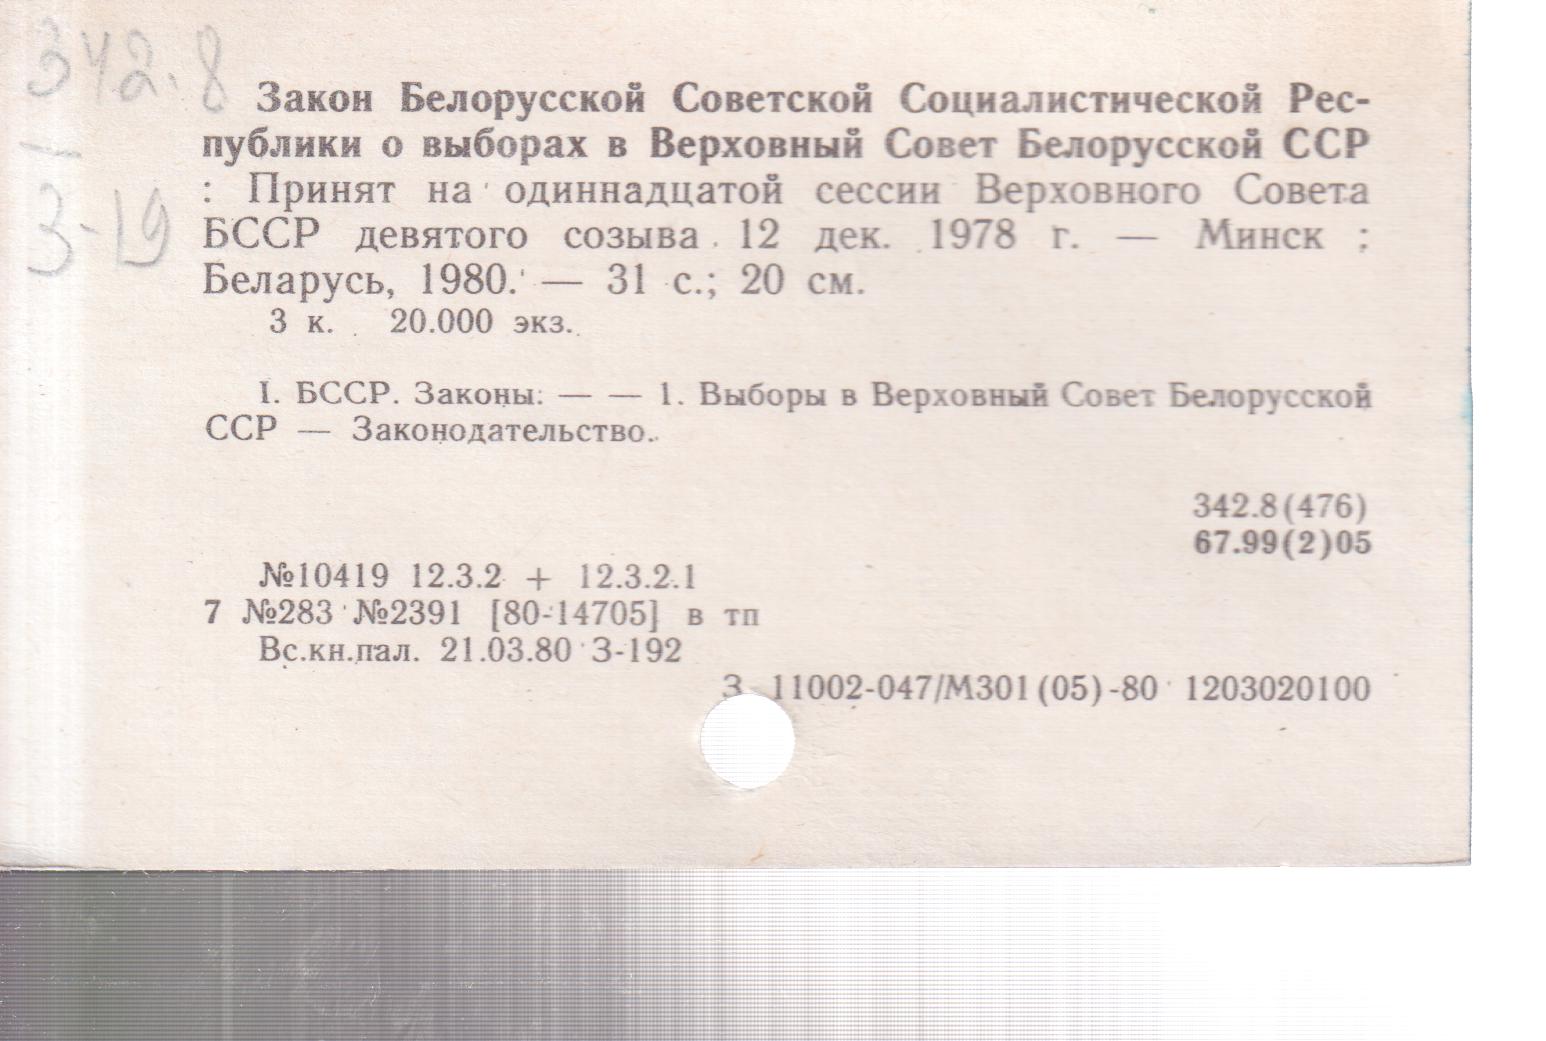 342.8
З-19
Закон Белорусской Советской Социалистической Рес-
публики о выборах в Верховный Совет Белорусской ССР
: Принят на одиннадцатой сессии Верховного Совета
БССР девятого созыва 12 дек. 1978 г. — Минск :
Беларусь, 1980. — 31 с.; 20 см.
3 к. 20.000 экз.
I. БССР. Законы. — — 1. Выборы в Верховный Совет Белорусской
ССР — Законодательство.
342.8(476)
67.99(2)05
№10419 12.3.2 + 12.3.2.1
7 №283 №2391 [80-14705] в тп
Вс.кн.пал. 21.03.80 З-192
З 11002-047/М301(05)-80 1203020100